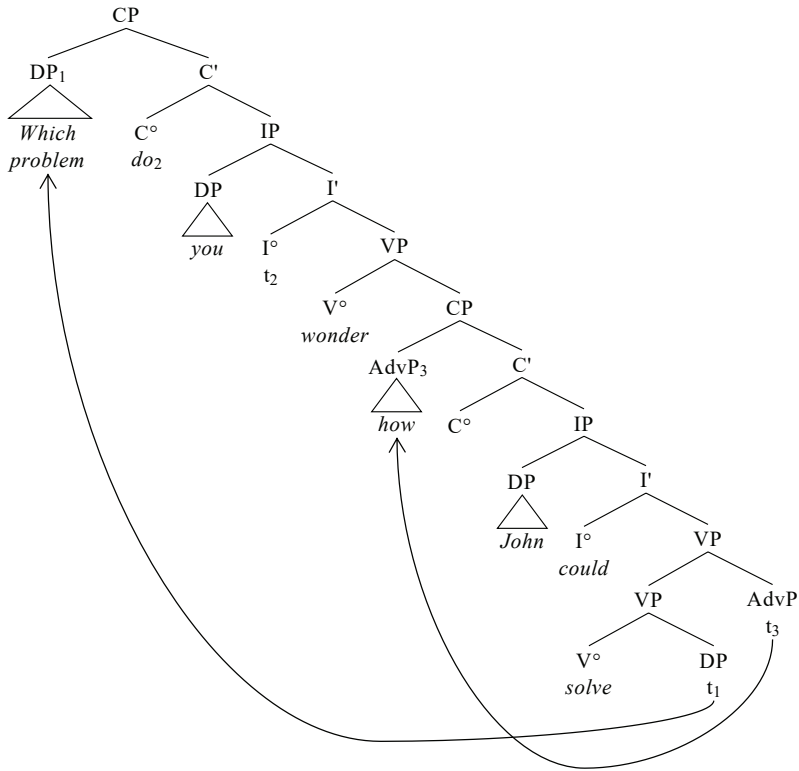 CP
DP₁ C'
Which
problem
C° IP
do₂
DP I'
you
I° VP
t₂
V° CP
wonder
AdvP₃ C'
how
C° IP
DP I'
John
I° VP
could
VP AdvP
t₃
V° DP
solve t₁